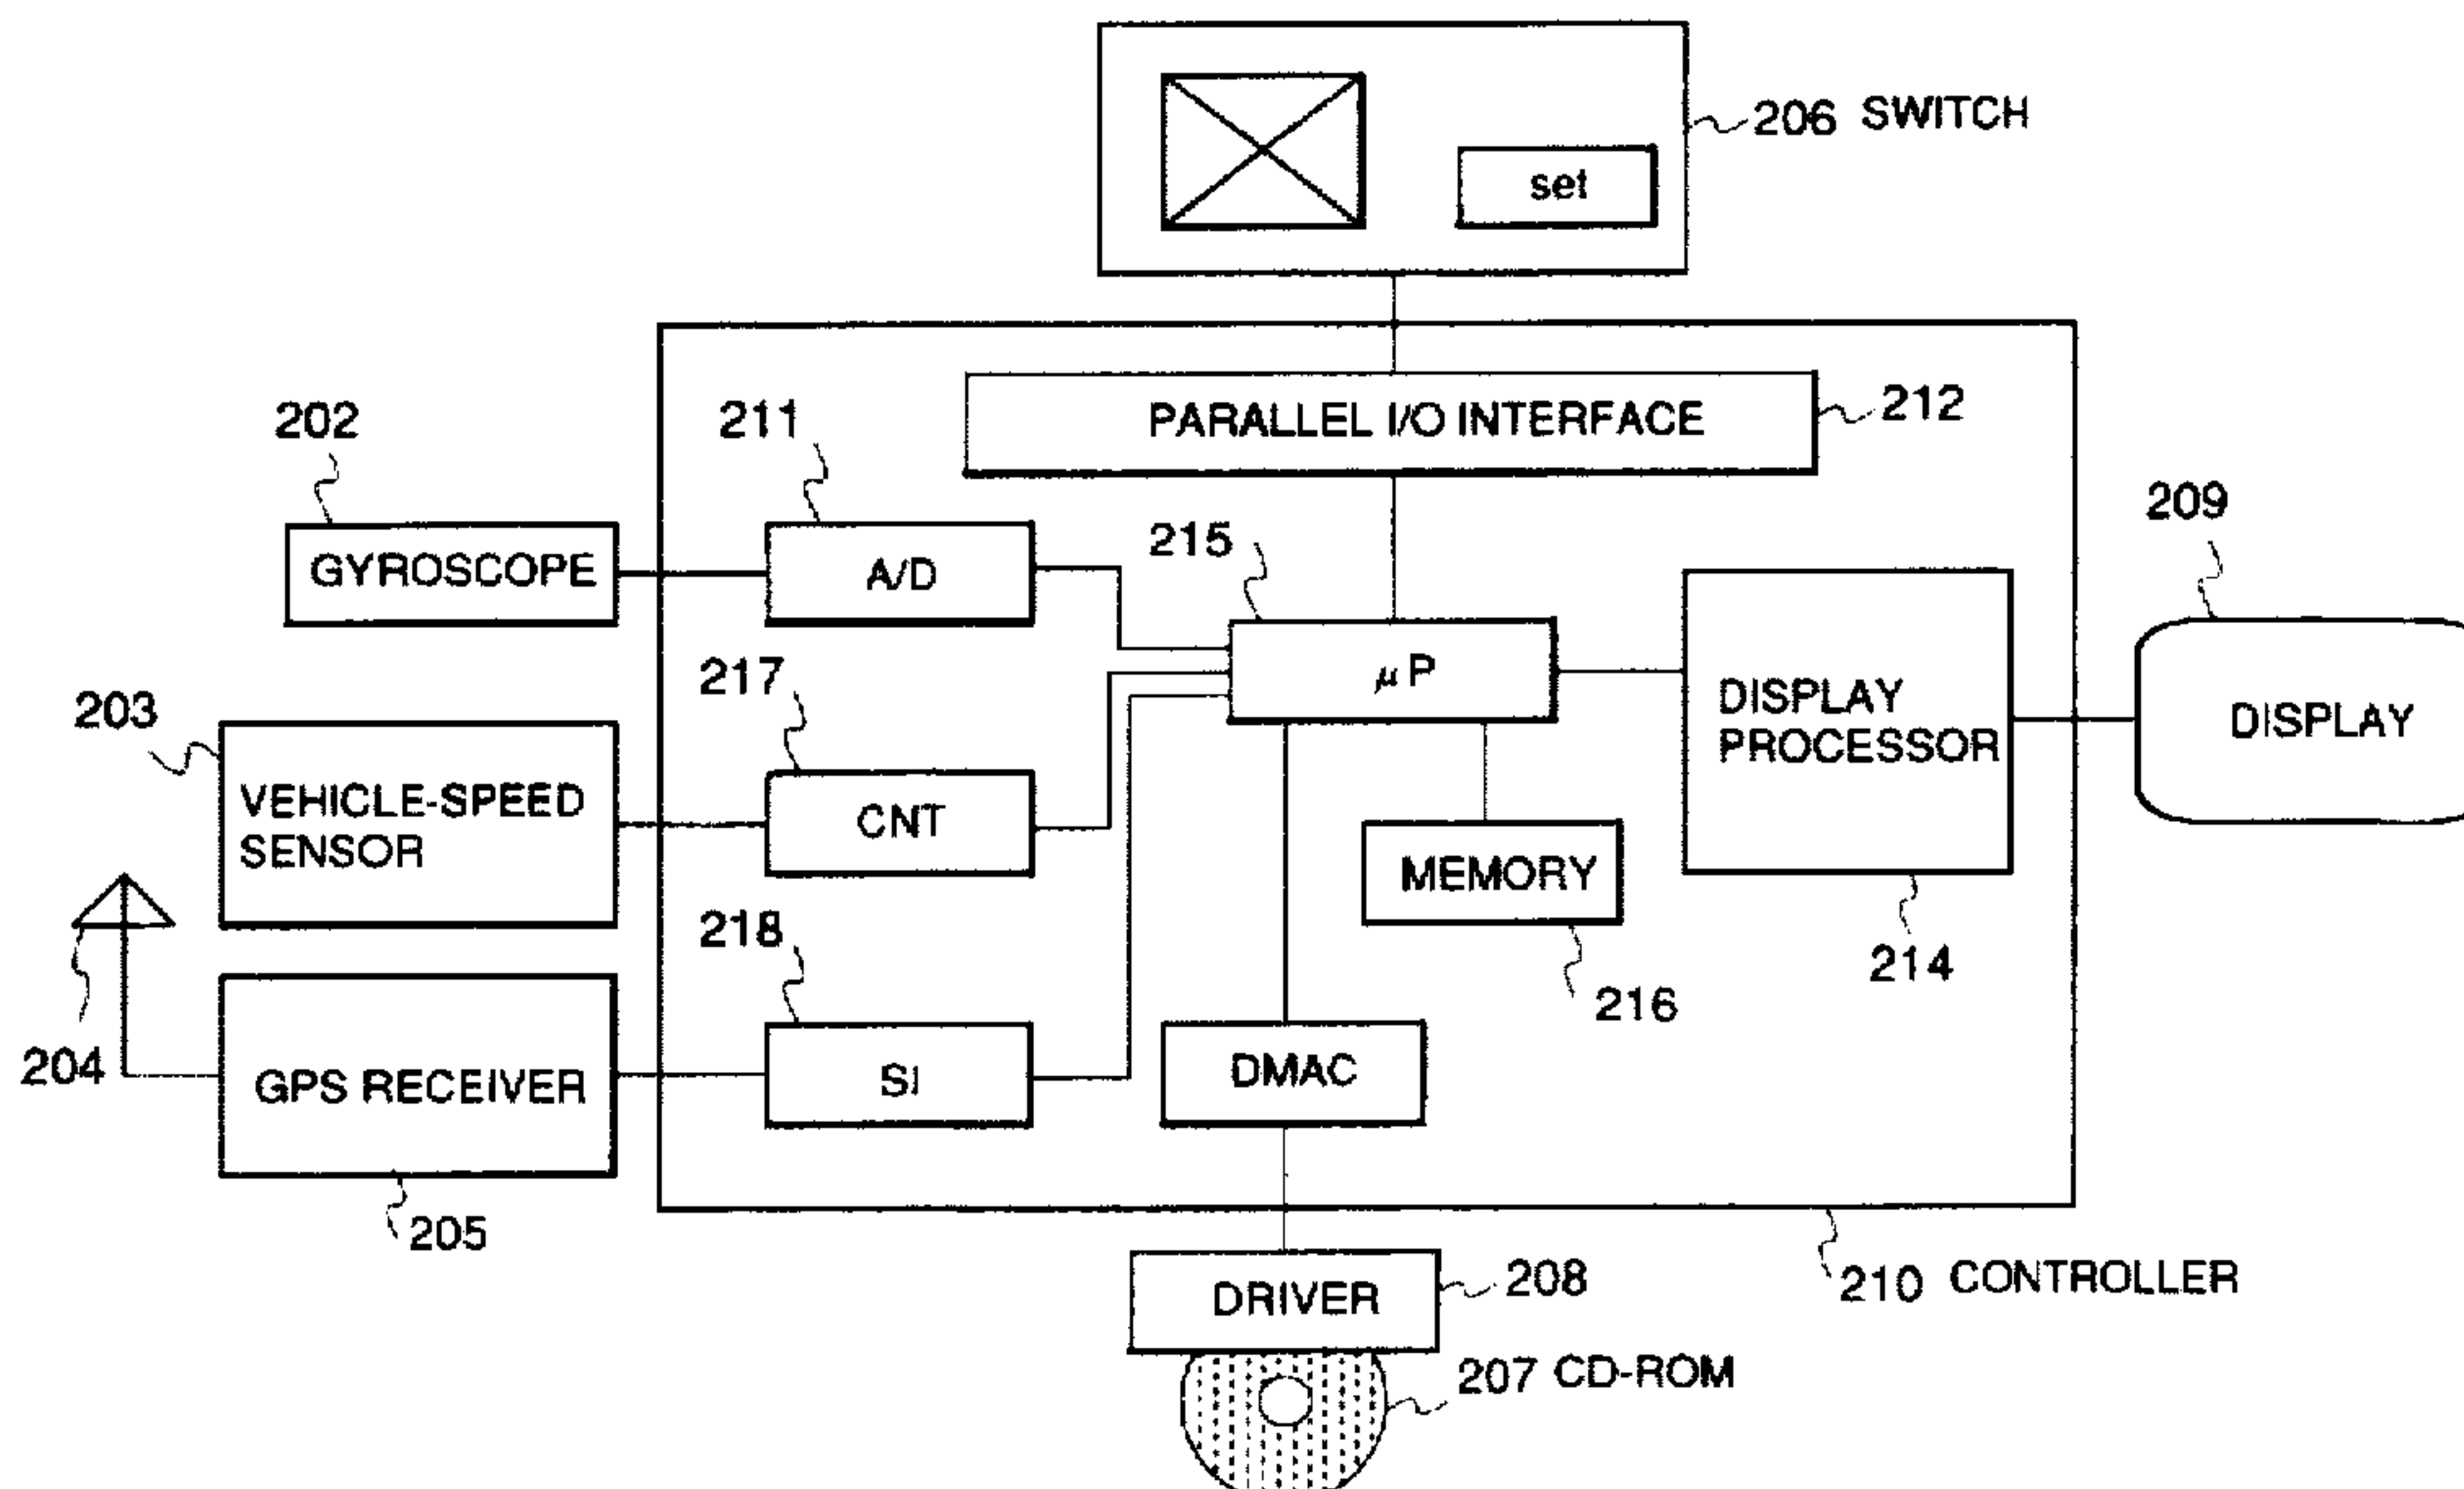 206 SWITCH
set
PARALLEL I/O INTERFACE
212
202
211
GYROSCOPE
A/D
215
209
217
μP
203
DISPLAY
PROCESSOR
DISPLAY
VEHICLE-SPEED
SENSOR
CNT
MEMORY
218
214
216
204
GPS RECEIVER
SI
DMAC
205
210 CONTROLLER
DRIVER
208
207 CD-ROM